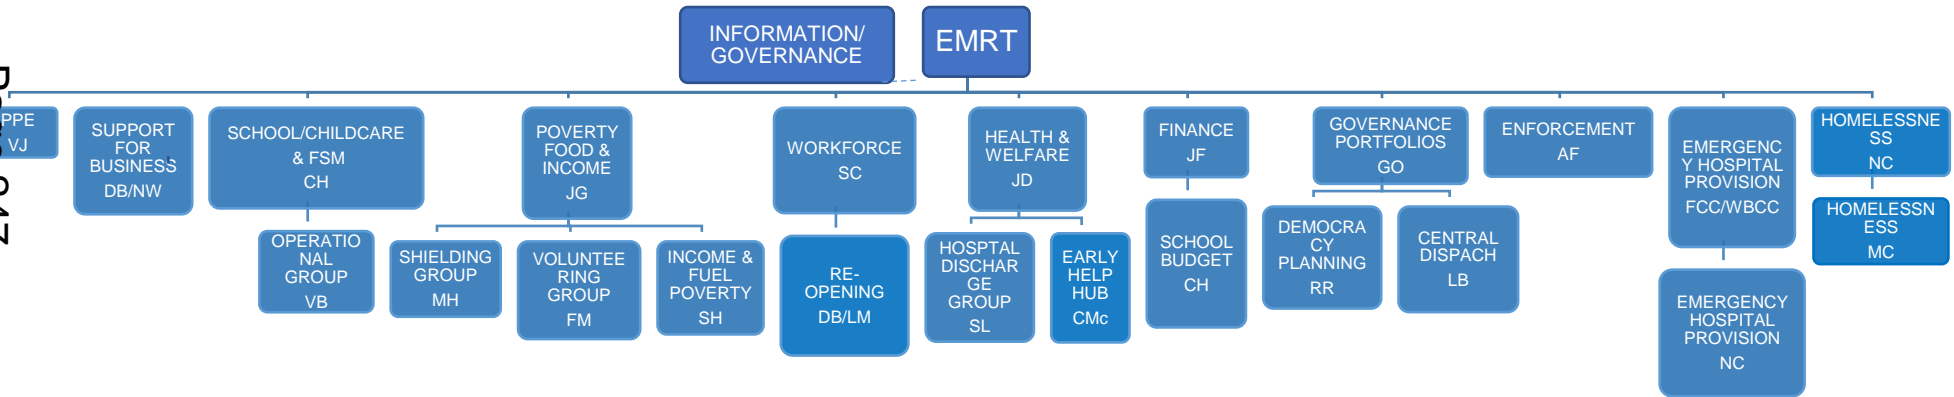 INFORMATION/
GOVERNANCE
EMRT
PPE
VJ
SUPPORT
FOR
BUSINESS
DB/NW
SCHOOL/CHILDCARE
& FSM
CH
OPERATIO
NAL
GROUP
VB
POVERTY
FOOD &
INCOME
JG
SHIELDING
GROUP
MH
VOLUNTEE
RING
GROUP
FM
INCOME &
FUEL
POVERTY
SH
WORKFORCE
SC
RE-
OPENING
DB/LM
HEALTH &
WELFARE
JD
HOSPTAL
DISCHAR
GE
GROUP
SL
EARLY
HELP
HUB
CMc
FINANCE
JF
SCHOOL
BUDGET
CH
GOVERNANCE
PORTFOLIOS
GO
DEMOCRA
CY
PLANNING
RR
CENTRAL
DISPACH
LB
ENFORCEMENT
AF
EMERGENC
Y HOSPITAL
PROVISION
FCC/WBCC
EMERGENCY
HOSPITAL
PROVISION
NC
HOMELESSNE
SS
NC
HOMELESSN
ESS
MC